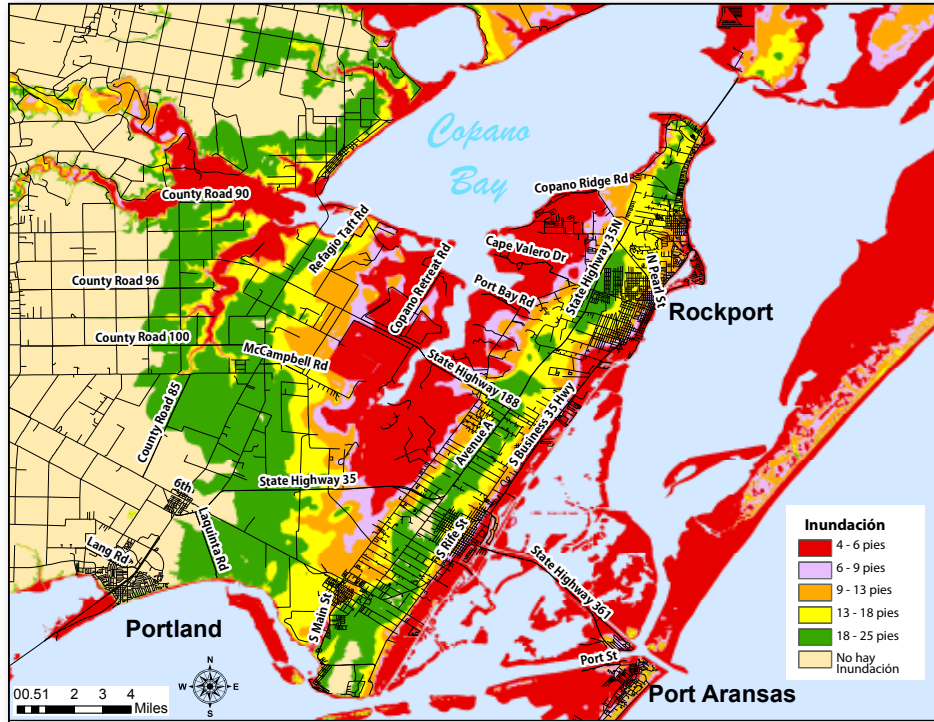 Copano
Bay
Copano Ridge Rd
County Road 90
Refagio Taft Rd
State Highway 35N
N Pearl St
Cape Valero Dr
Copano Retreat Rd
County Road 96
Port Bay Rd
Rockport
County Road 100
McCampbell Rd
State Highway 188
County Road 85
S Business 35 Hwy
Avenue A
State Highway 35
6th
Laquinta Rd
S Rife St
Lang Rd
State Highway 361
S Main St
Portland
Port St
Port Aransas
Inundación
4 - 6 pies
6 - 9 pies
9 - 13 pies
13 - 18 pies
18 - 25 pies
No hay
Inundación
N
W E
S
00.51 2 3 4
Miles